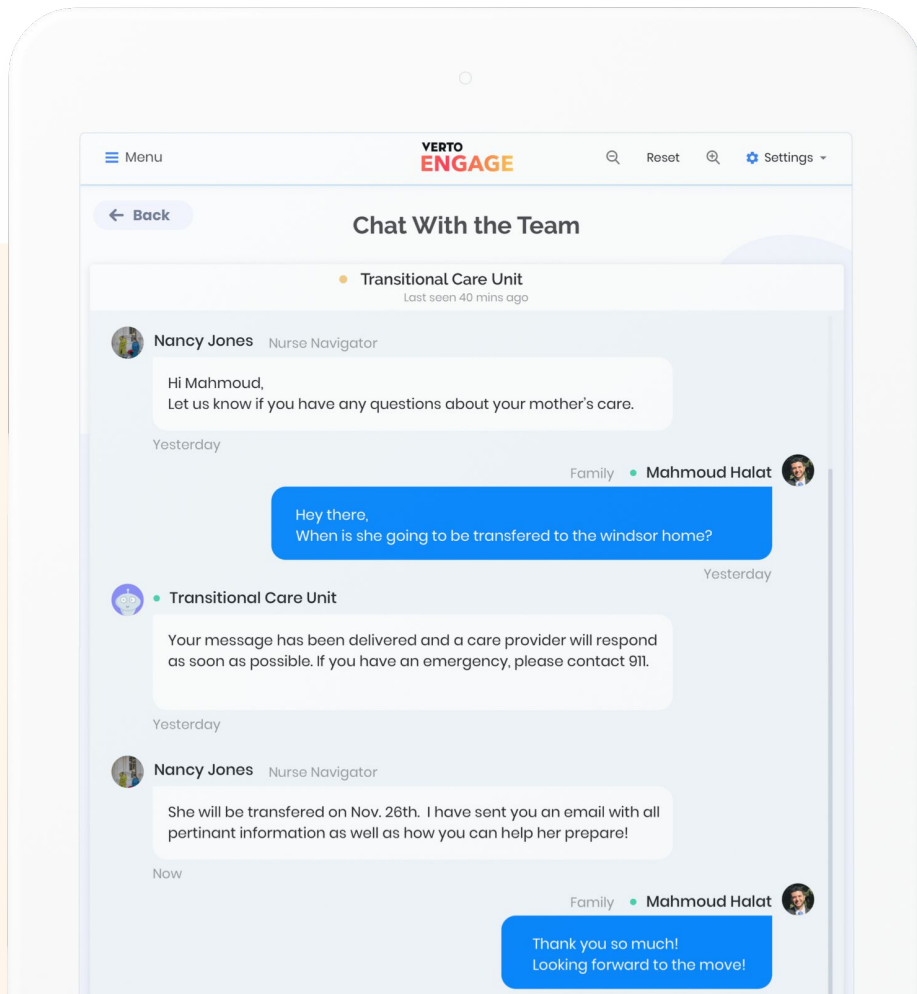 Menu
VERTO
ENGAGE
Reset
Settings
Back
Chat With the Team
Transitional Care Unit
Last seen 40 mins ago
Nancy Jones Nurse Navigator
Hi Mahmoud,
Let us know if you have any questions about your mother's care.
Yesterday
Family • Mahmoud Halat
Hey there,
When is she going to be transfered to the windsor home?
Yesterday
• Transitional Care Unit
Your message has been delivered and a care provider will respond
as soon as possible. If you have an emergency, please contact 911.
Yesterday
Nancy Jones Nurse Navigator
She will be transfered on Nov. 26th. I have sent you an email with all
pertinant information as well as how you can help her prepare!
Now
Family • Mahmoud Halat
Thank you so much!
Looking forward to the move!